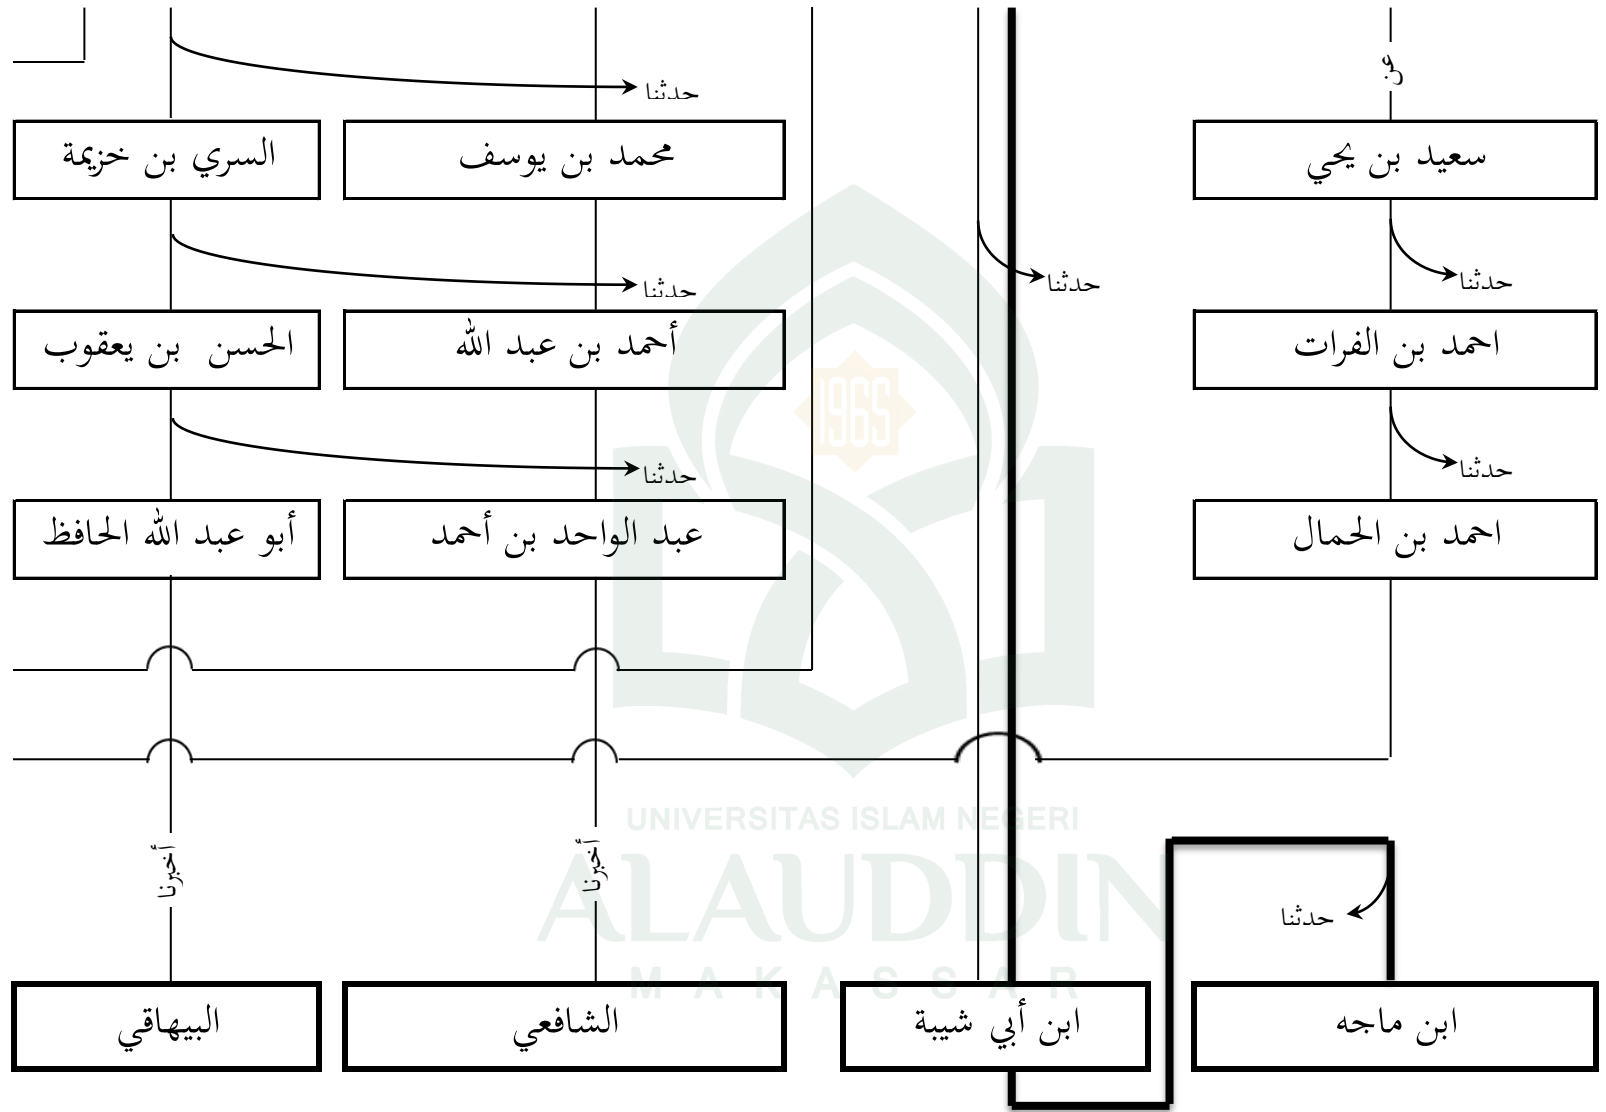 عن
حدثنا
سعيد بن يحي
محمد بن يوسف
السري بن خزيمة
حدثنا
حدثنا
حدثنا
احمد بن الفرات
أحمد بن عبد الله
الحسن بن يعقوب
1965
حدثنا
حدثنا
احمد بن الحمال
عبد الواحد بن أحمد
أبو عبد الله الحافظ
UNIVERSITAS ISLAM NEGERI
ALAUDDIN
أخبرنا
أخبرنا
حدثنا
MAKASSAR
ابن ماجه
ابن أبي شيبة
الشافعي
البيهاقي